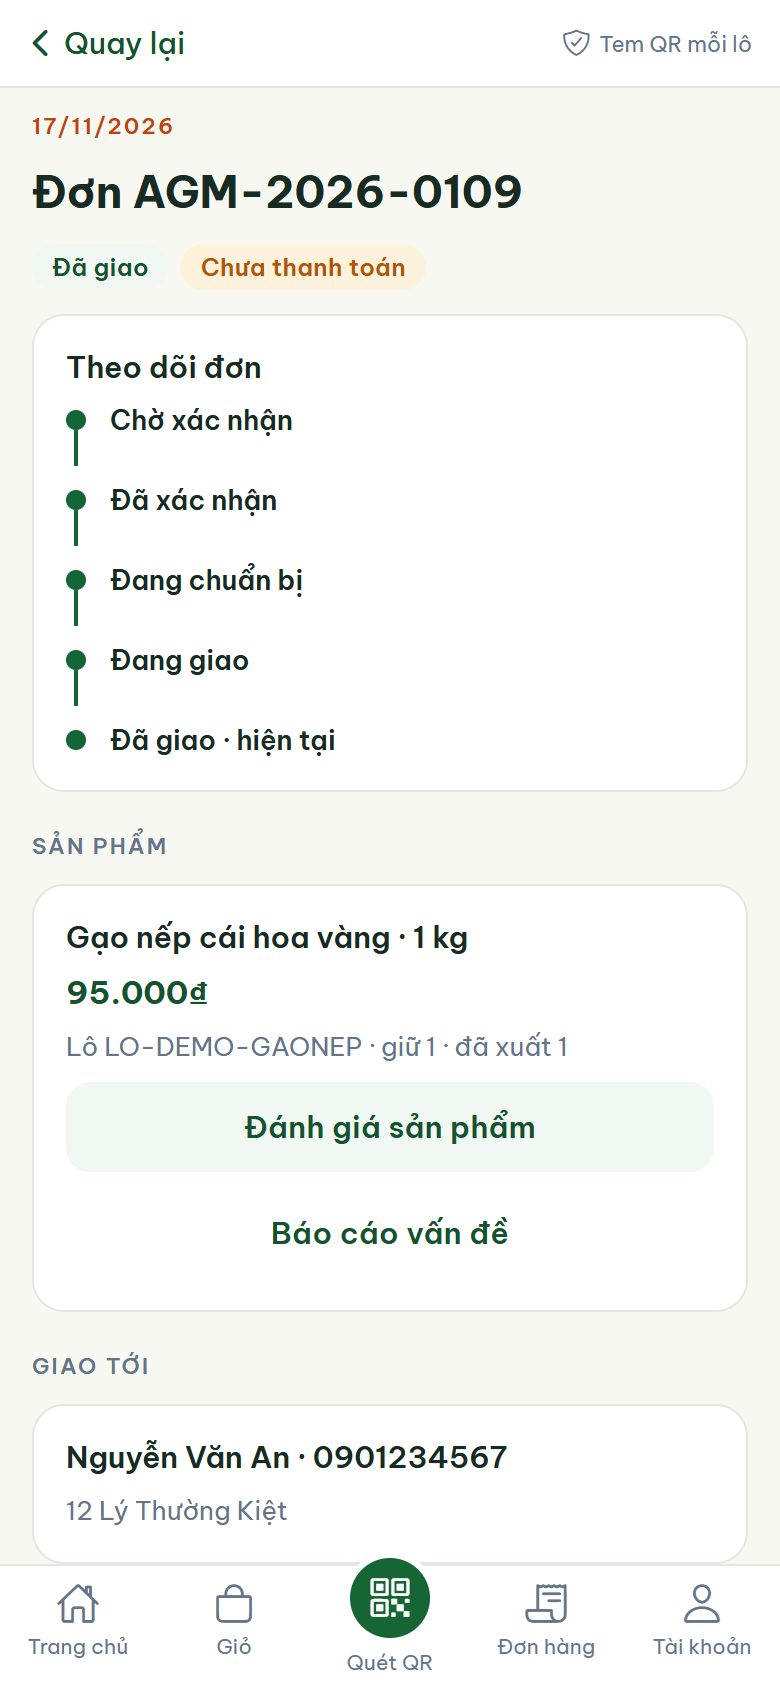 Quay lại
Tem QR mỗi lô
17/11/2026
Đơn AGM-2026-0109
Đã giao
Chưa thanh toán
Theo dõi đơn
Chờ xác nhận
Đã xác nhận
Đang chuẩn bị
Đang giao
Đã giao · hiện tại
SẢN PHẨM
Gạo nếp cái hoa vàng · 1 kg
95.000₫
Lô LO-DEMO-GAONEP · giữ 1 · đã xuất 1
Đánh giá sản phẩm
Báo cáo vấn đề
GIAO TỚI
Nguyễn Văn An · 0901234567
12 Lý Thường Kiệt
Trang chủ
Giỏ
Quét QR
Đơn hàng
Tài khoản